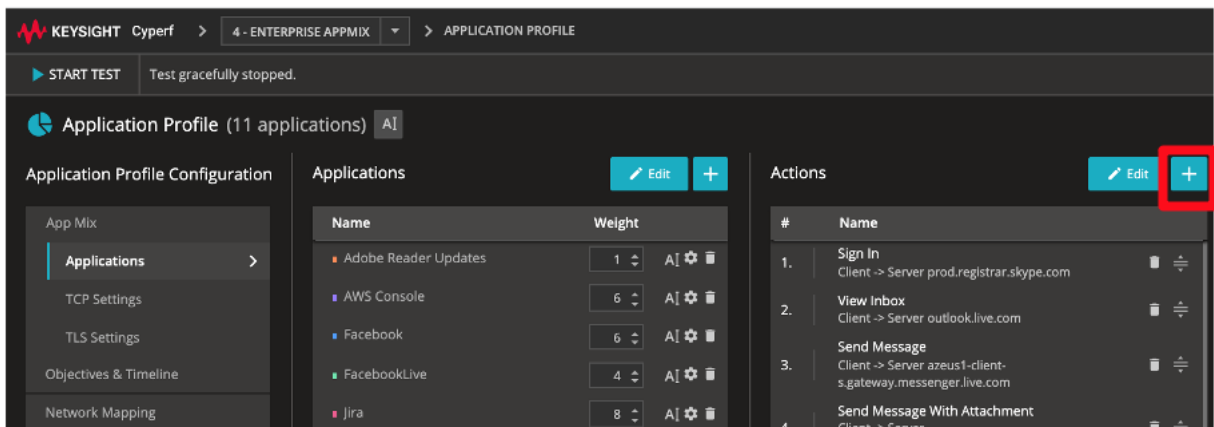 KEYSIGHT Cyperf > 4 - ENTERPRISE APPMIX > APPLICATION PROFILE
START TEST Test gracefully stopped.
Application Profile (11 applications) A
Application Profile Configuration Applications Edit + Actions Edit +
App Mix Name Weight # Name
Applications > Adobe Reader Updates 1 A 1. Sign In
Client -> Server prod.registrar.skype.com
TCP Settings AWS Console 6 A 2. View Inbox
Client -> Server outlook.live.com
TLS Settings Facebook 6 A
Objectives & Timeline FacebookLive 4 A 3. Send Message
Client -> Server azeus1-client-
s.gateway.messenger.live.com
Network Mapping Jira 8 A Send Message With Attachment
Client -> Server